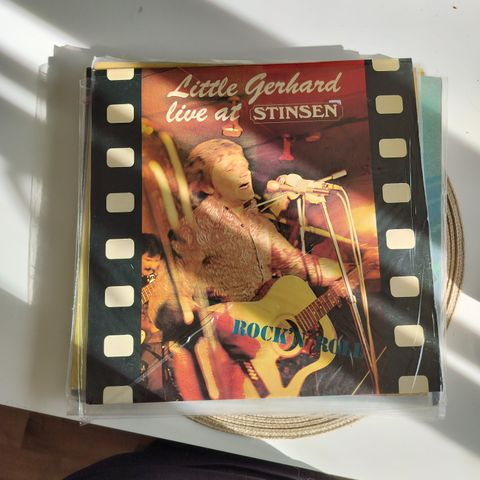 Little Gerhard
live at STINSEN
ROCK'N ROLL